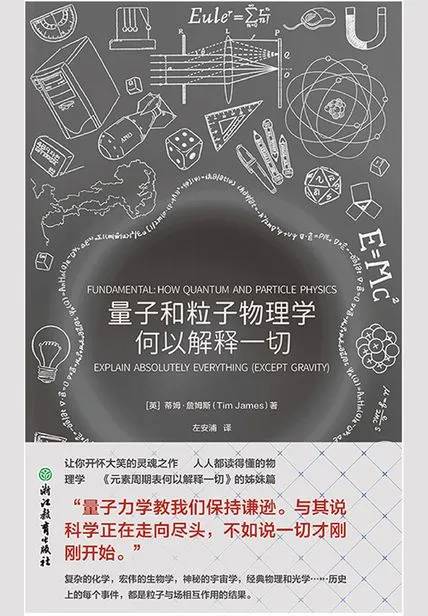 Euler
E=MC²
FUNDAMENTAL: HOW QUANTUM AND PARTICLE PHYSICS
量子和粒子物理学
何以解释一切
EXPLAIN ABSOLUTELY EVERYTHING (EXCEPT GRAVITY)
[英] 蒂姆·詹姆斯 (Tim James) 著
左安浦 译
让你开怀大笑的灵魂之作 人人都读得懂的物
理学 《元素周期表何以解释一切》的姊妹篇
“量子力学教我们保持谦逊。与其说
科学正在走向尽头，不如说一切才刚
刚开始。”
复杂的化学，宏伟的生物学，神秘的宇宙学，经典物理和光学……历史
上的每个事件，都是粒子与场相互作用的结果。
浙江教育出版社